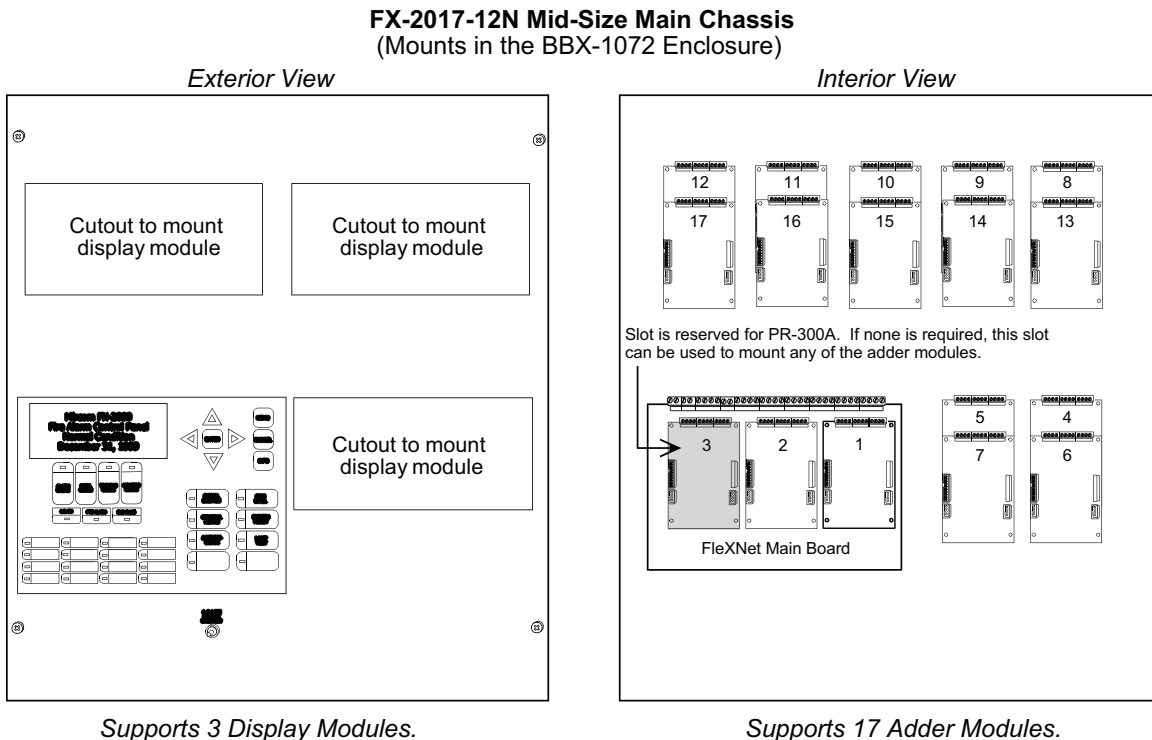 FX-2017-12N Mid-Size Main Chassis
(Mounts in the BBX-1072 Enclosure)
Exterior View
Cutout to mount
display module
Cutout to mount
display module
Cutout to mount
display module
Supports 3 Display Modules.
Interior View
12 11 10 9 8
17 16 15 14 13
Slot is reserved for PR-300A. If none is required, this slot
can be used to mount any of the adder modules.
5 4
3 2 1
7 6
FleXNet Main Board
Supports 17 Adder Modules.